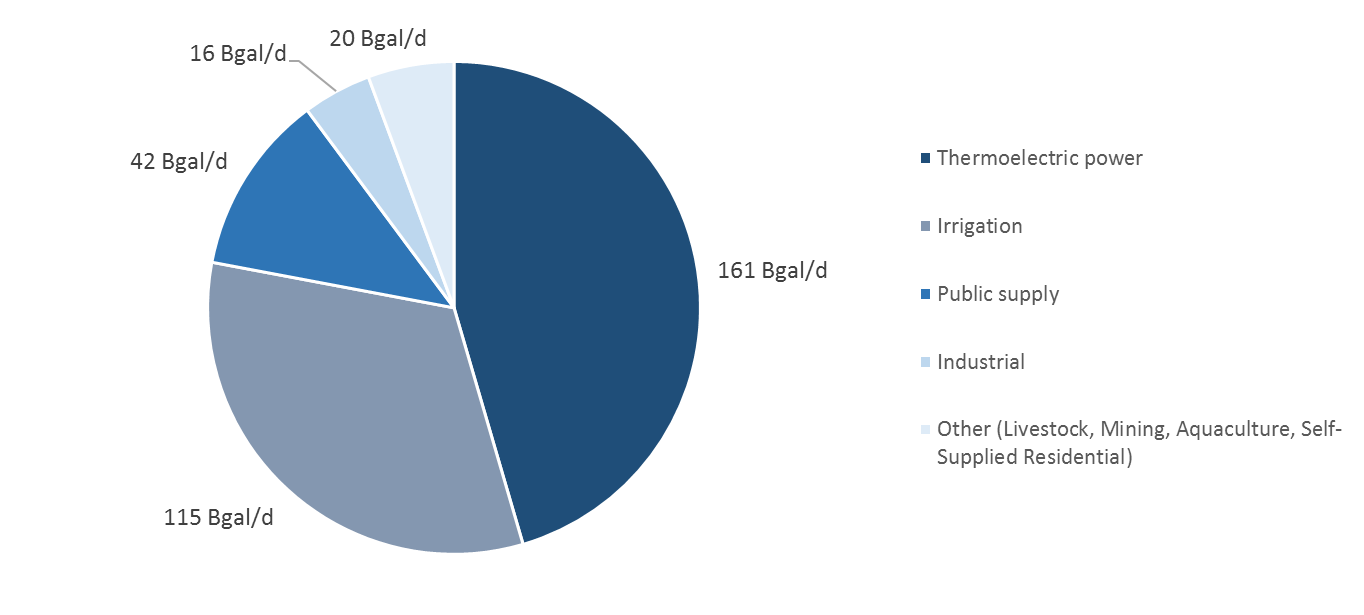 20 Bgal/d
16 Bgal/d
42 Bgal/d
161 Bgal/d
115 Bgal/d
Thermoelectric power
Irrigation
Public supply
Industrial
Other (Livestock, Mining, Aquaculture, Self-
Supplied Residential)